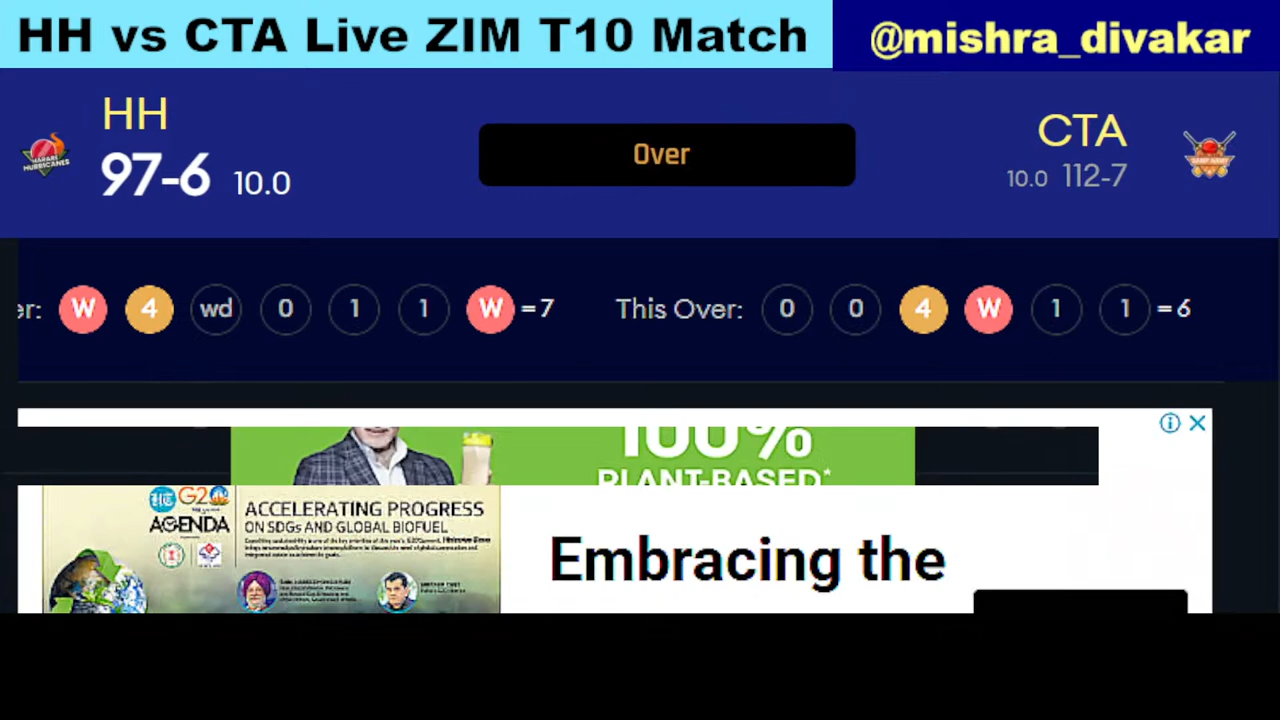 HH vs CTA Live ZIM T10 Match
@mishra_divakar
HH
97-6 10.0
HURRICANES
Over
CTA
10.0 112-7
er: W 4 wd 0 1 1 W = 7
This Over: 0 0 4 W 1 1 = 6
100%
PLANT-BASED*
G20
AGENDA
ACCELERATING PROGRESS
ON SDGs AND GLOBAL BIOFUEL
Embracing the